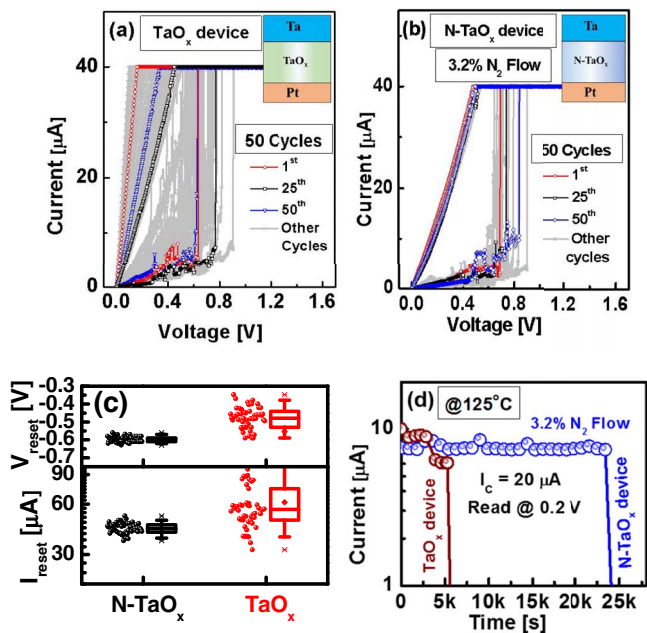 (a)
TaOx device
Ta
TaOx
Pt
50 Cycles
1st
25th
50th
Other
Cycles
Current [µA]
40
20
0
0.0 0.4 0.8 1.2 1.6
Voltage [V]
(b)
N-TaOx device
3.2% N2 Flow
Ta
N-TaOx
Pt
50 Cycles
1st
25th
50th
Other
cycles
Current [µA]
40
20
0
0.0 0.4 0.8 1.2 1.6
Voltage [V]
(c)
Vreset [V]
-0.3
-0.4
-0.5
-0.6
-0.7
Ireset [µA]
90
60
30
N-TaOx TaOx
(d)
@125°C
3.2% N2 Flow
IC = 20 µA
Read @ 0.2 V
TaOx device
N-TaOx device
Current [µA]
10
1
0 5k 10k 15k 20k 25k
Time [s]